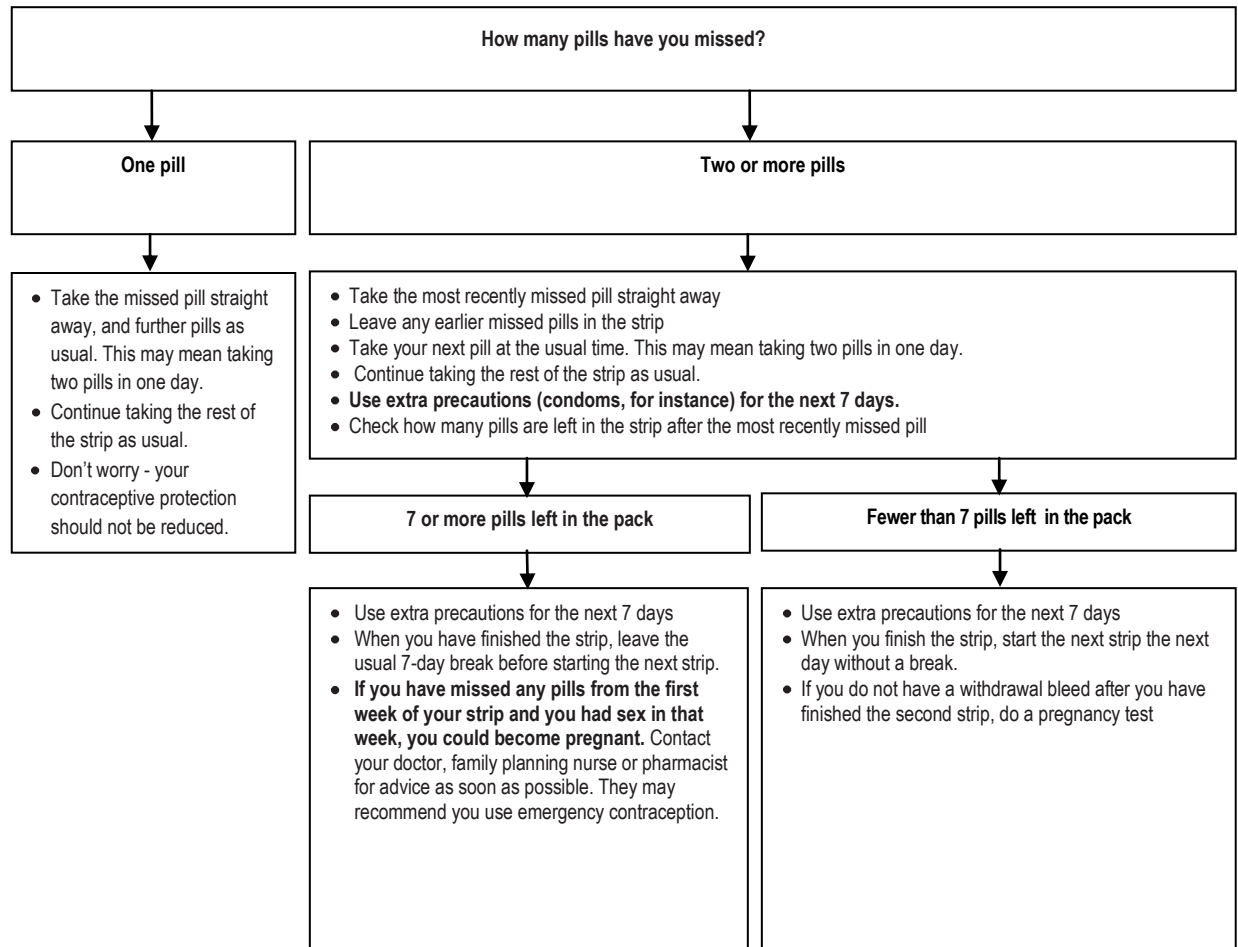 How many pills have you missed?
One pill
Two or more pills
• Take the missed pill straight
away, and further pills as
usual. This may mean taking
two pills in one day.
• Continue taking the rest of
the strip as usual.
• Don't worry - your
contraceptive protection
should not be reduced.
• Take the most recently missed pill straight away
• Leave any earlier missed pills in the strip
• Take your next pill at the usual time. This may mean taking two pills in one day.
• Continue taking the rest of the strip as usual.
• Use extra precautions (condoms, for instance) for the next 7 days.
• Check how many pills are left in the strip after the most recently missed pill
7 or more pills left in the pack
Fewer than 7 pills left in the pack
• Use extra precautions for the next 7 days
• When you have finished the strip, leave the
usual 7-day break before starting the next strip.
• If you have missed any pills from the first
week of your strip and you had sex in that
week, you could become pregnant. Contact
your doctor, family planning nurse or pharmacist
for advice as soon as possible. They may
recommend you use emergency contraception.
• Use extra precautions for the next 7 days
• When you finish the strip, start the next strip the next
day without a break.
• If you do not have a withdrawal bleed after you have
finished the second strip, do a pregnancy test